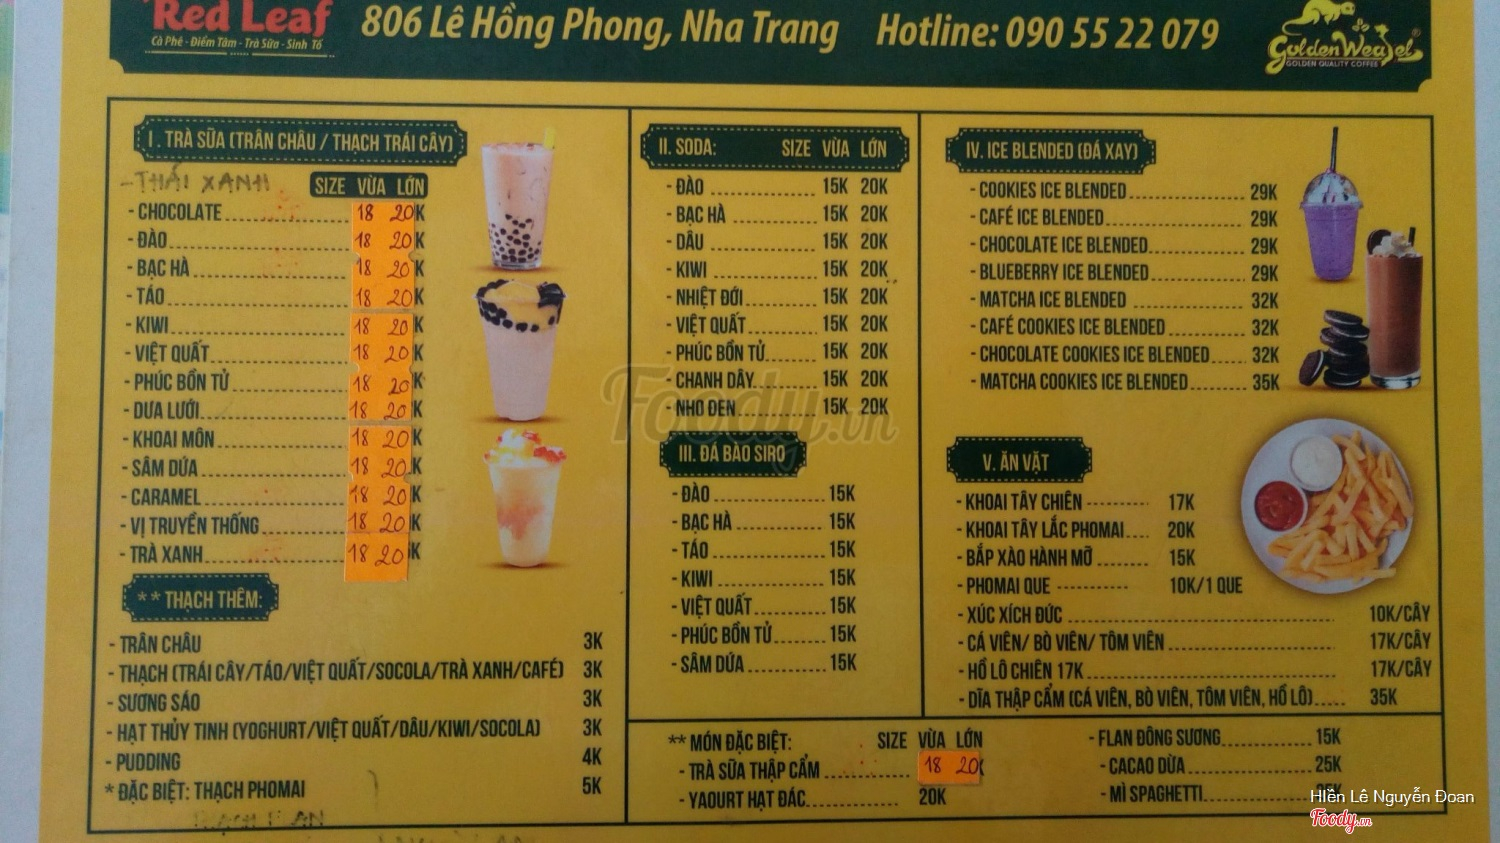 Red Leaf
Cà Phê - Điểm Tâm - Trà Sữa - Sinh Tố
806 Lê Hồng Phong, Nha Trang Hotline: 090 55 22 079
Golden Weasel
GOLDEN QUALITY COFFEE
I. TRÀ SỮA (TRÂN CHÂU / THẠCH TRÁI CÂY)
- THÁI XANH SIZE VỪA LỚN
- CHOCOLATE 18 20K
- ĐÀO 18 20K
- BẠC HÀ 18 20K
- TÁO 18 20K
- KIWI 18 20K
- VIỆT QUẤT 18 20K
- PHÚC BỒN TỬ 18 20K
- DƯA LƯỚI 18 20K
- KHOAI MÔN 18 20K
- SÂM DỨA 18 20K
- CARAMEL 18 20K
- VỊ TRUYỀN THỐNG 18 20K
- TRÀ XANH 18 20K
** THẠCH THÊM:
- TRÂN CHÂU 3K
- THẠCH (TRÁI CÂY/TÁO/VIỆT QUẤT/SOCOLA/TRÀ XANH/CAFÉ) 3K
- SƯƠNG SÁO 3K
- HẠT THỦY TINH (YOGHURT/VIỆT QUẤT/DÂU/KIWI/SOCOLA) 3K
- PUDDING 4K
* ĐẶC BIỆT: THẠCH PHOMAI 5K
II. SODA: SIZE VỪA LỚN
- ĐÀO 15K 20K
- BẠC HÀ 15K 20K
- DÂU 15K 20K
- KIWI 15K 20K
- NHIỆT ĐỚI 15K 20K
- VIỆT QUẤT 15K 20K
- PHÚC BỒN TỬ 15K 20K
- CHANH DÂY 15K 20K
- NHO ĐEN 15K 20K
III. ĐÁ BÀO SIRO
- ĐÀO 15K
- BẠC HÀ 15K
- TÁO 15K
- KIWI 15K
- VIỆT QUẤT 15K
- PHÚC BỒN TỬ 15K
- SÂM DỨA 15K
IV. ICE BLENDED (ĐÁ XAY)
- COOKIES ICE BLENDED 29K
- CAFÉ ICE BLENDED 29K
- CHOCOLATE ICE BLENDED 29K
- BLUEBERRY ICE BLENDED 29K
- MATCHA ICE BLENDED 32K
- CAFÉ COOKIES ICE BLENDED 32K
- CHOCOLATE COOKIES ICE BLENDED 32K
- MATCHA COOKIES ICE BLENDED 35K
V. ĂN VẶT
- KHOAI TÂY CHIÊN 17K
- KHOAI TÂY LẮC PHOMAI 20K
- BẮP XÀO HÀNH MỠ 15K
- PHOMAI QUE 10K/1 QUE
- XÚC XÍCH ĐỨC 10K/CÂY
- CÁ VIÊN/ BÒ VIÊN/ TÔM VIÊN 17K/CÂY
- HỒ LÔ CHIÊN 17K 17K/CÂY
- DĨA THẬP CẨM (CÁ VIÊN, BÒ VIÊN, TÔM VIÊN, HỒ LÔ) 35K
** MÓN ĐẶC BIỆT: SIZE VỪA LỚN
- TRÀ SỮA THẬP CẨM 18 20K
- YAOURT HẠT ĐÁC 20K
- FLAN ĐÔNG SƯƠNG 15K
- CACAO DỪA 25K
- MÌ SPAGHETTI
Foody.vn
Hiền Lê Nguyễn Đoan
Foody.vn